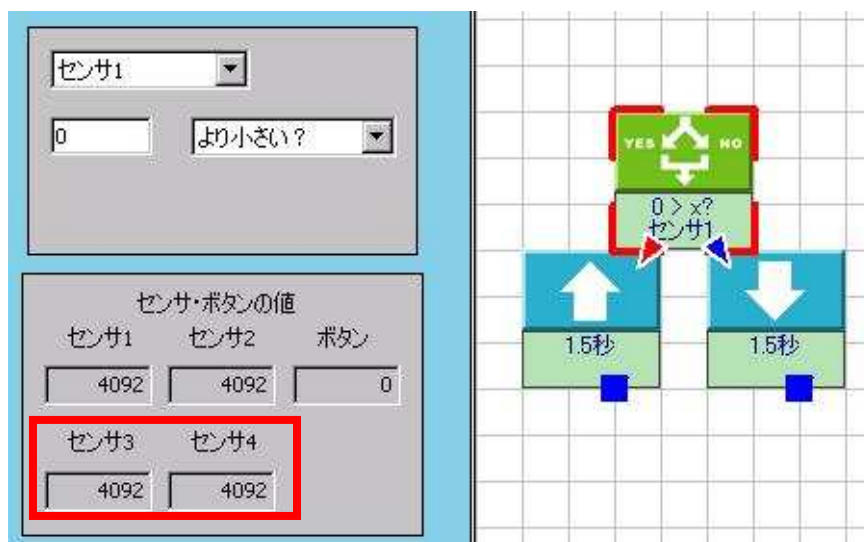 センサ1
0 より小さい?
センサ・ボタンの値
センサ1 センサ2 ボタン
4092 4092 0
センサ3 センサ4
4092 4092
YES NO
0 > x?
センサ1
1.5秒 1.5秒